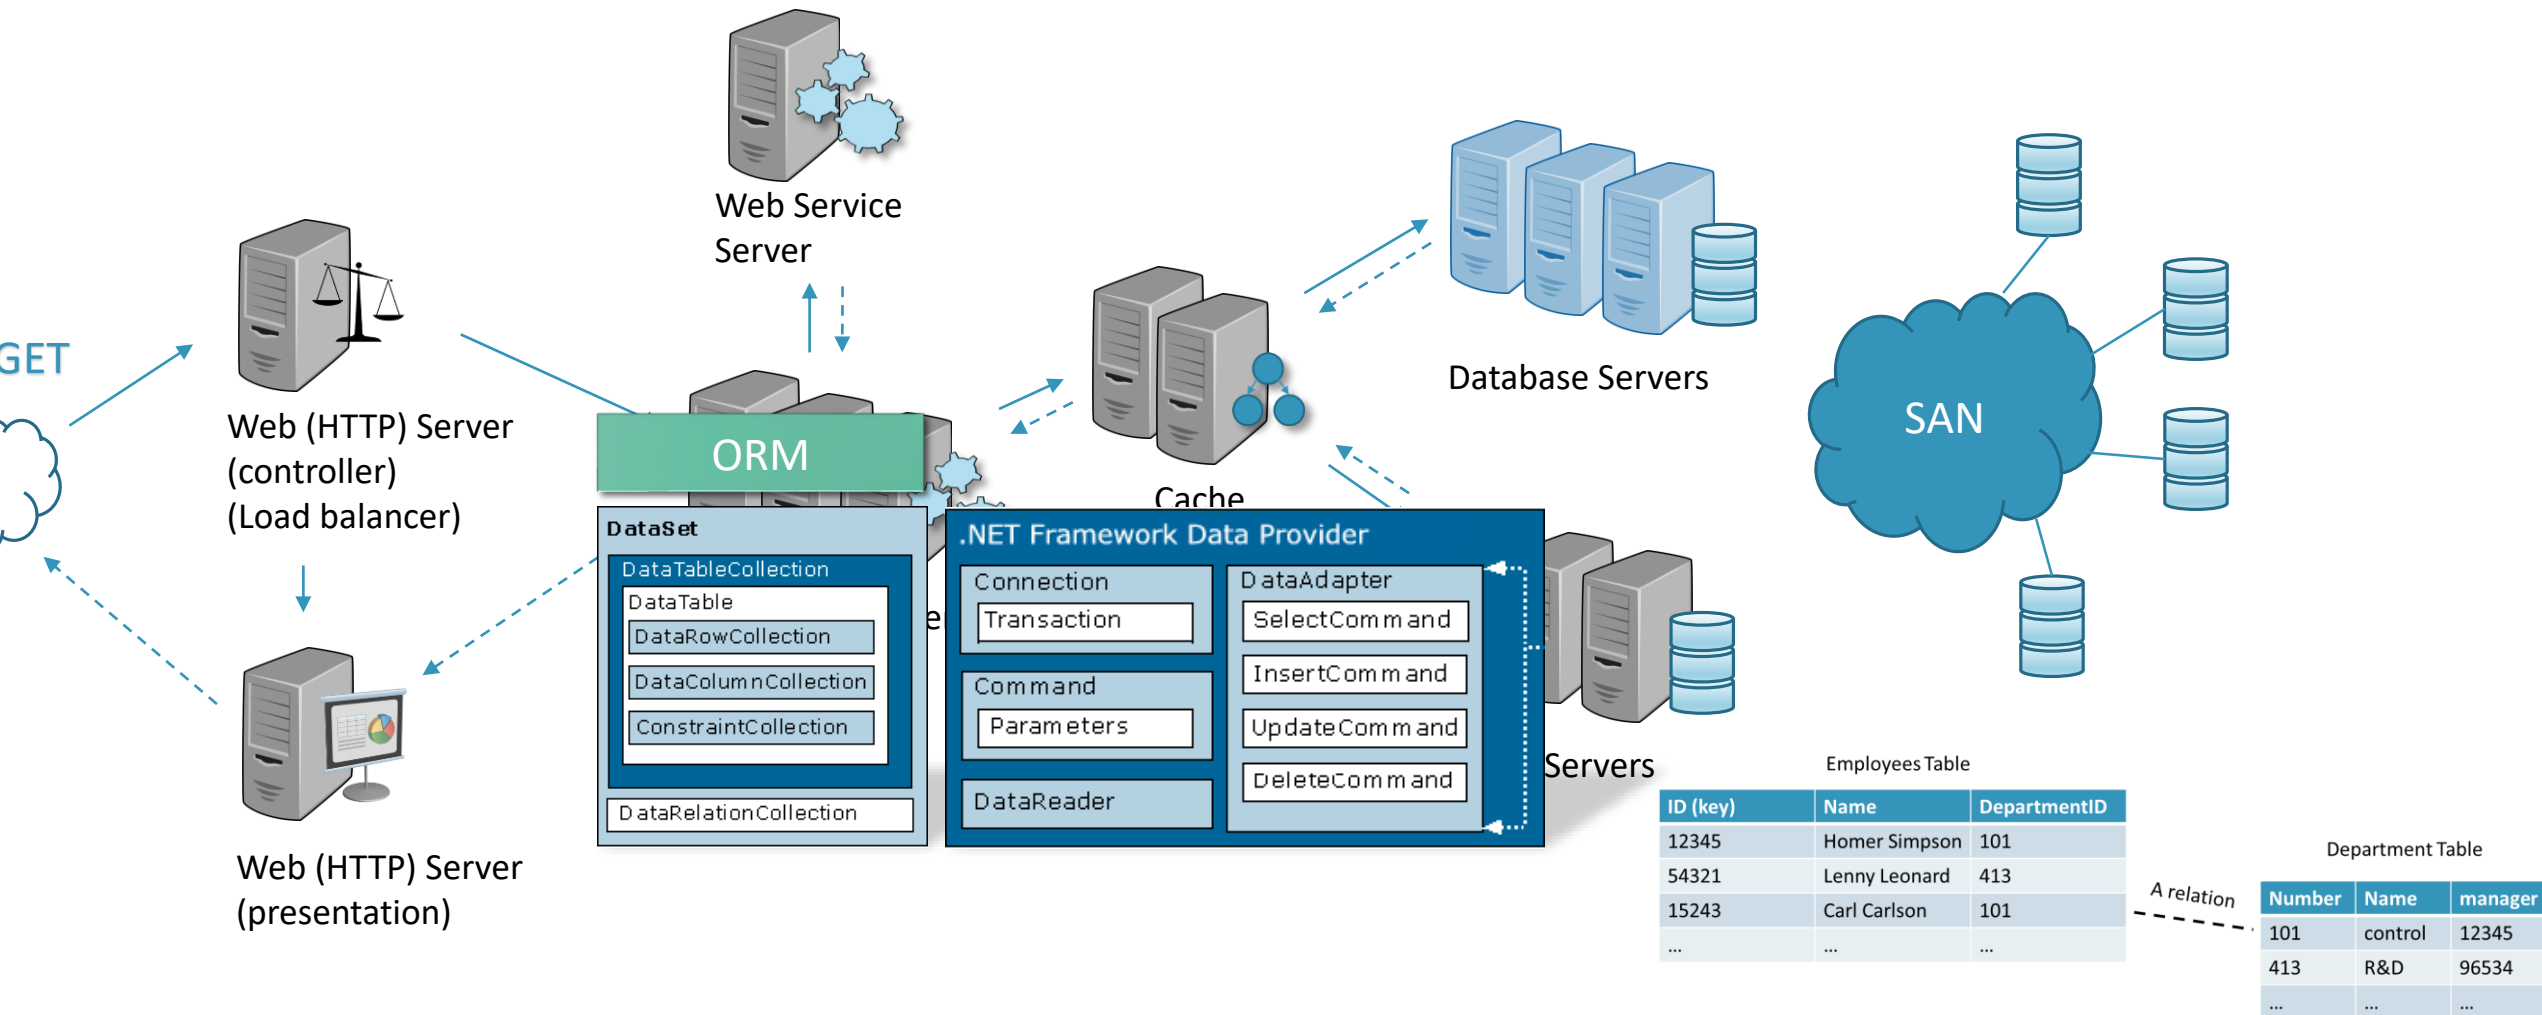 Web Service
Server
GET
Web (HTTP) Server
(controller)
(Load balancer)
ORM
Cache
Database Servers
SAN
DataSet
DataTableCollection
DataTable
DataRowCollection
DataColumnCollection
ConstraintCollection
DataRelationCollection
.NET Framework Data Provider
Connection
Transaction
Command
Parameters
DataReader
DataAdapter
SelectCommand
InsertCommand
UpdateCommand
DeleteCommand
Servers
Web (HTTP) Server
(presentation)
Employees Table
ID (key) Name DepartmentID
12345 Homer Simpson 101
54321 Lenny Leonard 413
15243 Carl Carlson 101
... ... ...
A relation
Department Table
Number Name manager
101 control 12345
413 R&D 96534
... ... ...